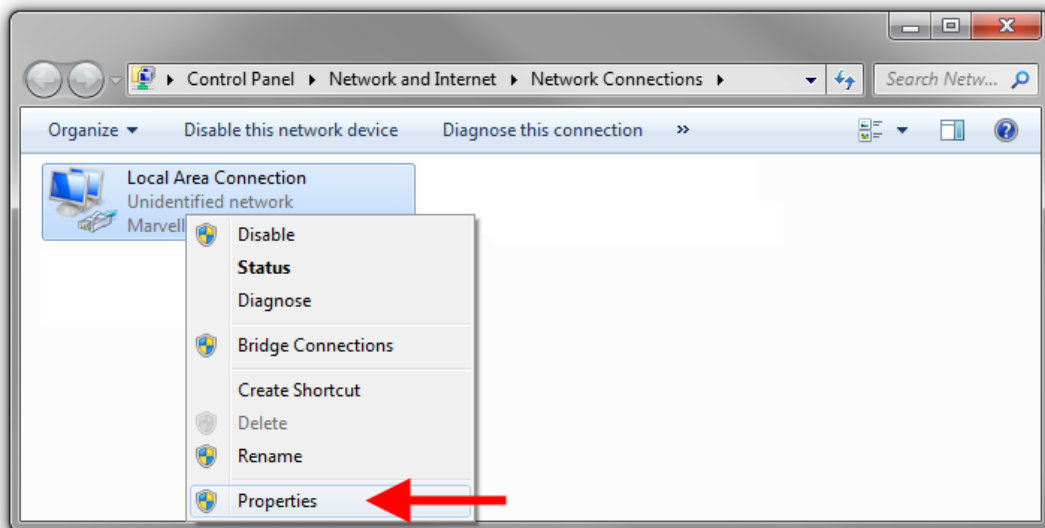 Control Panel ▸ Network and Internet ▸ Network Connections ▸
Search Netw...
Organize
Disable this network device
Diagnose this connection
»
Local Area Connection
Unidentified network
Marvell
Disable
Status
Diagnose
Bridge Connections
Create Shortcut
Delete
Rename
Properties